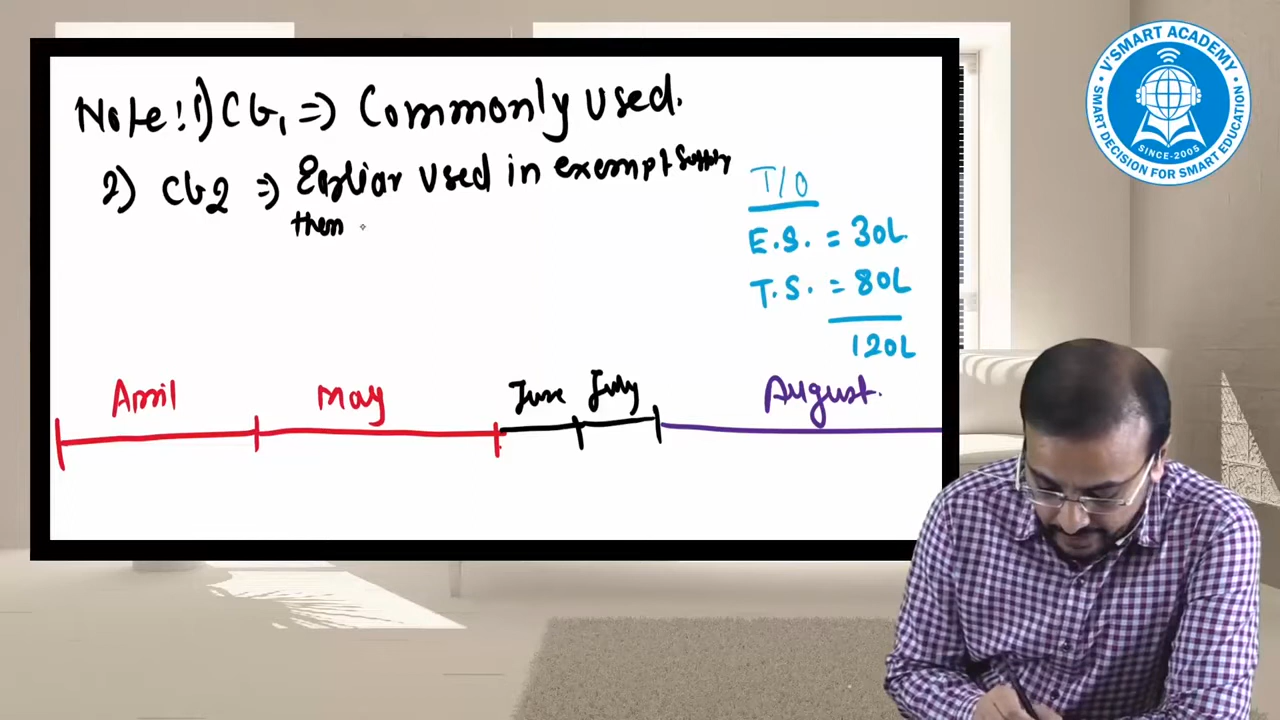 Note: 1) CG1 => Commonly used.
2) CG2 => Earliar used in exempt supply
then
T/O
E.S. = 30L
T.S. = 80L
120L
April May June July August.
V'SMART ACADEMY
SINCE-2005
SMART DECISION FOR SMART EDUCATION